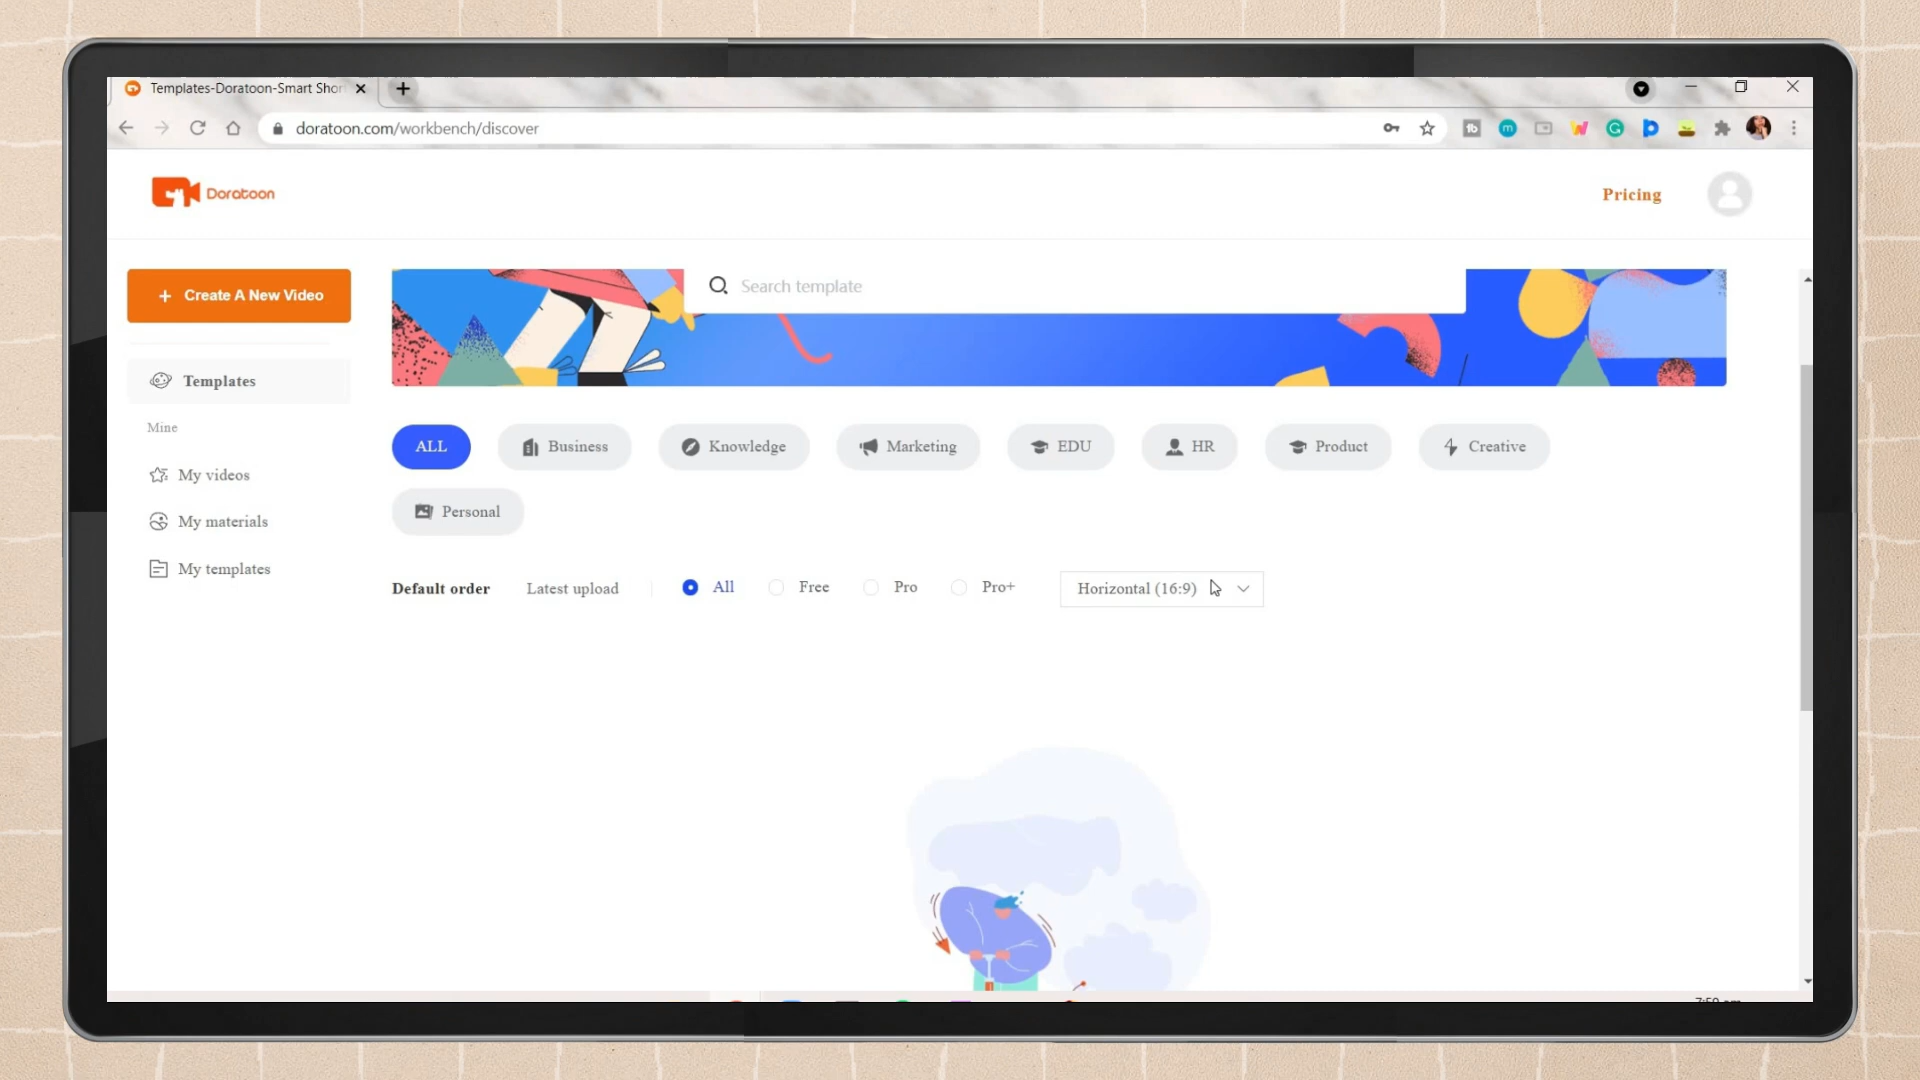 Templates-Doratoon-Smart Shor
doratoon.com/workbench/discover
Doratoon
Pricing
+ Create A New Video
Search template
Templates
Mine
My videos
My materials
My templates
ALL
Business
Knowledge
Marketing
EDU
HR
Product
Creative
Personal
Default order
Latest upload
All
Free
Pro
Pro+
Horizontal (16:9)